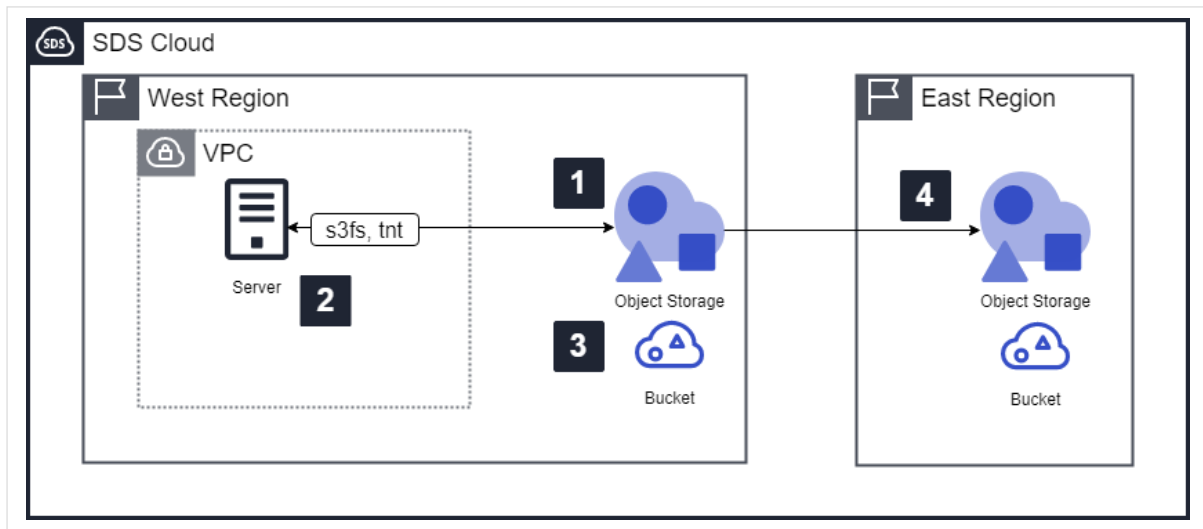 SDS
SDS Cloud
West Region
East Region
VPC
1
4
s3fs, tnt
Server
2
Object Storage
Object Storage
3
Bucket
Bucket